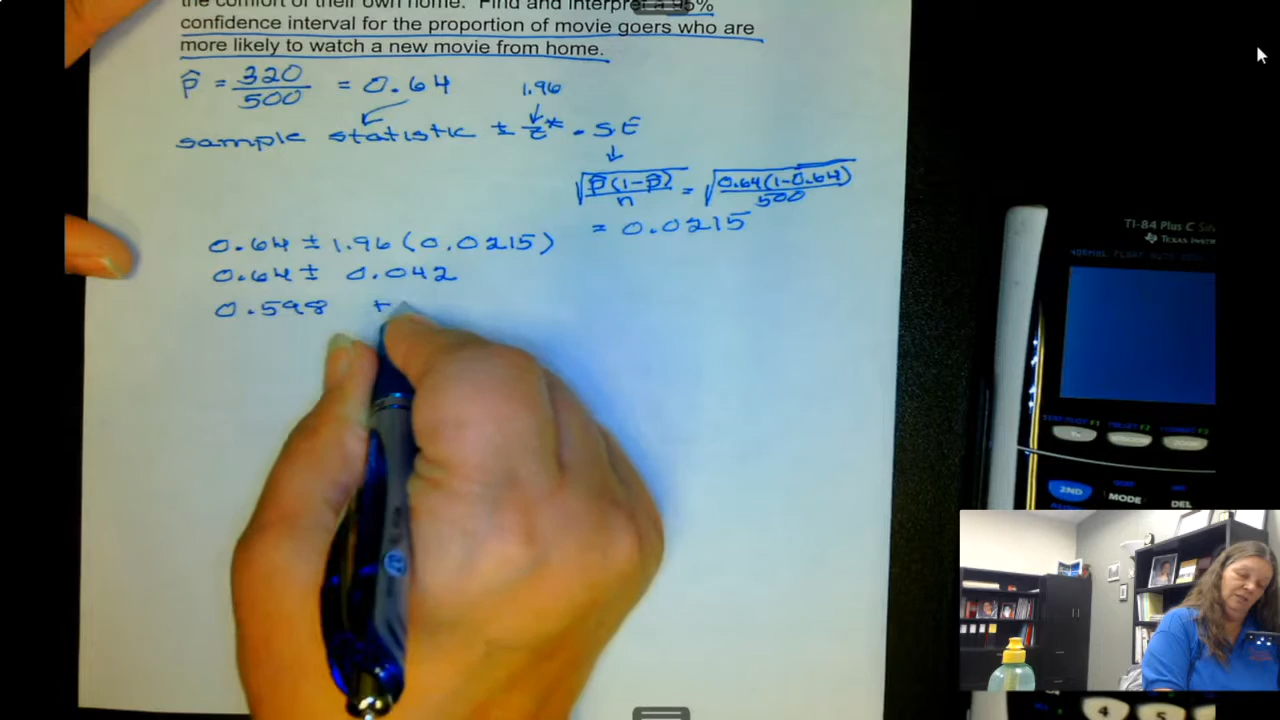 the comfort of their own home. Find and interpret a 95%
confidence interval for the proportion of movie goers who are
more likely to watch a new movie from home.
p̂ = 320/500 = 0.64
1.96
sample statistic ± z* · SE
√(p̂(1-p̂)/n) = √(0.64(1-0.64)/500)
= 0.0215
0.64 ± 1.96(0.0215)
0.64 ± 0.042
0.598 t
TI-84 Plus C
TEXAS
2ND
MODE
DEL
4
5